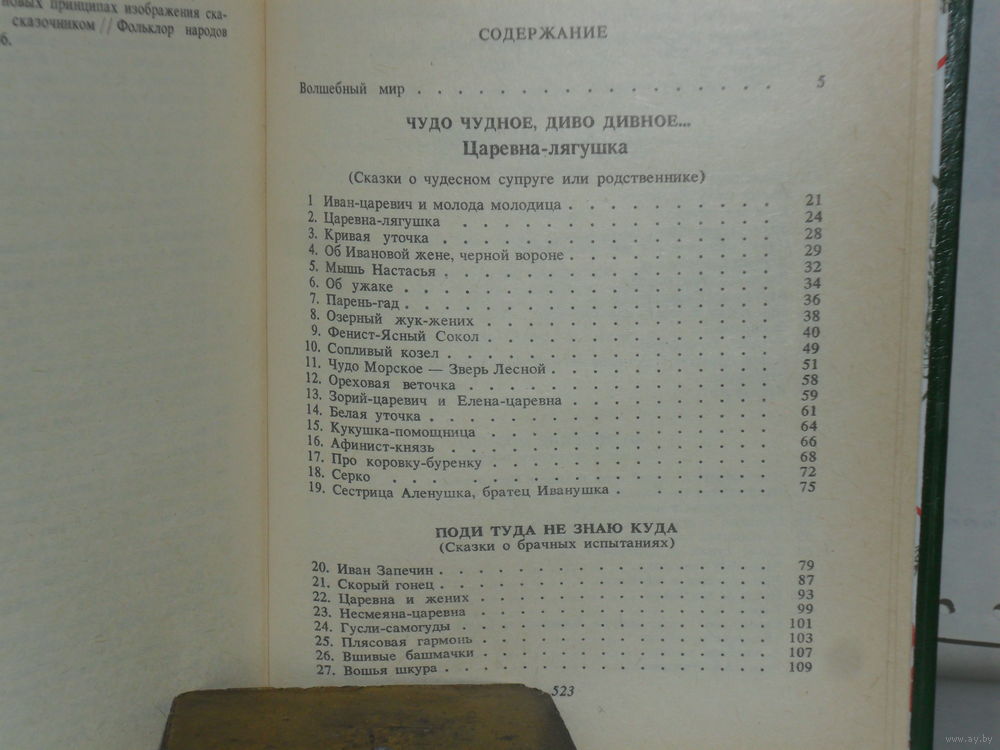 новых принципах изображения ска-
сказочником // Фольклор народов
6.
СОДЕРЖАНИЕ
Волшебный мир . . . . . . . . . . . . . . . . . 5
ЧУДО ЧУДНОЕ, ДИВО ДИВНОЕ...
Царевна-лягушка
(Сказки о чудесном супруге или родственнике)
1 Иван-царевич и молода молодица . . . . . . . . . 21
2. Царевна-лягушка . . . . . . . . . . . . . 24
3. Кривая уточка . . . . . . . . . . . . . 28
4. Об Ивановой жене, черной вороне . . . . . . . . . 29
5. Мышь Настасья . . . . . . . . . . . . . 32
6. Об ужаке . . . . . . . . . . . . . . 34
7. Парень-гад . . . . . . . . . . . . . . 36
8. Озерный жук-жених . . . . . . . . . . . 38
9. Фенист-Ясный Сокол . . . . . . . . . . . 40
10. Сопливый козел . . . . . . . . . . . . 49
11. Чудо Морское — Зверь Лесной . . . . . . . . . 51
12. Ореховая веточка . . . . . . . . . . . . 58
13. Зорий-царевич и Елена-царевна . . . . . . . . 59
14. Белая уточка . . . . . . . . . . . . . 61
15. Кукушка-помощница . . . . . . . . . . . 64
16. Афинист-князь . . . . . . . . . . . . 66
17. Про коровку-буренку . . . . . . . . . . . 68
18. Серко . . . . . . . . . . . . . . 72
19. Сестрица Аленушка, братец Иванушка . . . . . . 75
ПОДИ ТУДА НЕ ЗНАЮ КУДА
(Сказки о брачных испытаниях)
20. Иван Запечин . . . . . . . . . . . . . 79
21. Скорый гонец . . . . . . . . . . . . . 87
22. Царевна и жених . . . . . . . . . . . 93
23. Несмеяна-царевна . . . . . . . . . . . 99
24. Гусли-самогуды . . . . . . . . . . . . 101
25. Плясовая гармонь . . . . . . . . . . . 103
26. Вшивые башмачки . . . . . . . . . . . 107
27. Вошья шкура . . . . . . . . . . . . 109
523
www.ay.by